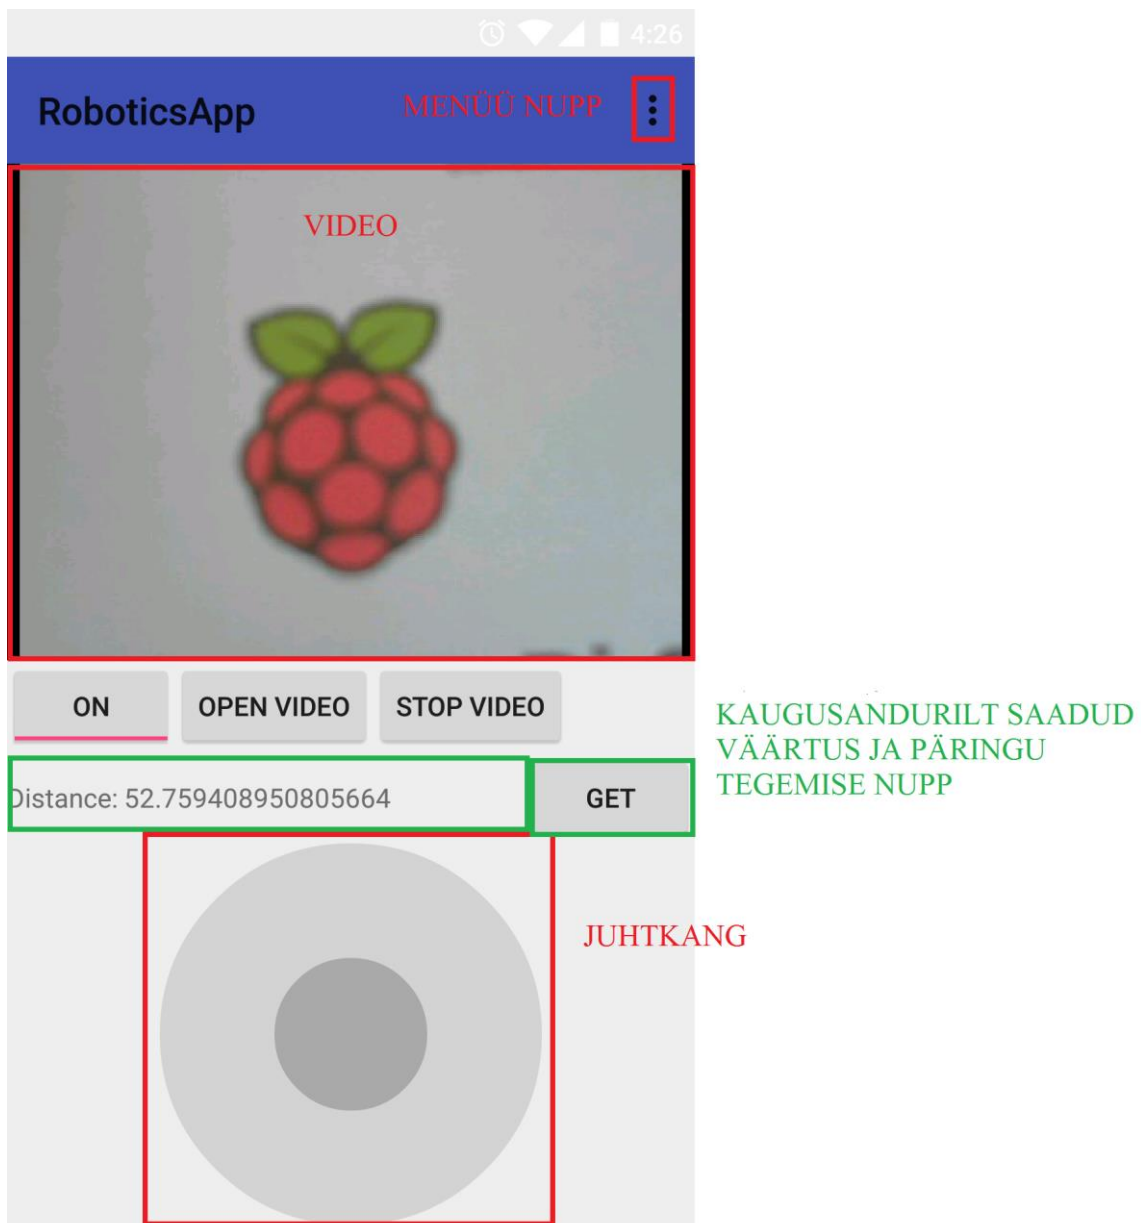 4:26
RoboticsApp
MENÜÜ NUPP
VIDEO
ON
OPEN VIDEO
STOP VIDEO
KAUGUSANDURILT SAADUD
VÄÄRTUS JA PÄRINGU
TEGEMISE NUPP
Distance: 52.759408950805664
GET
JUHTKANG